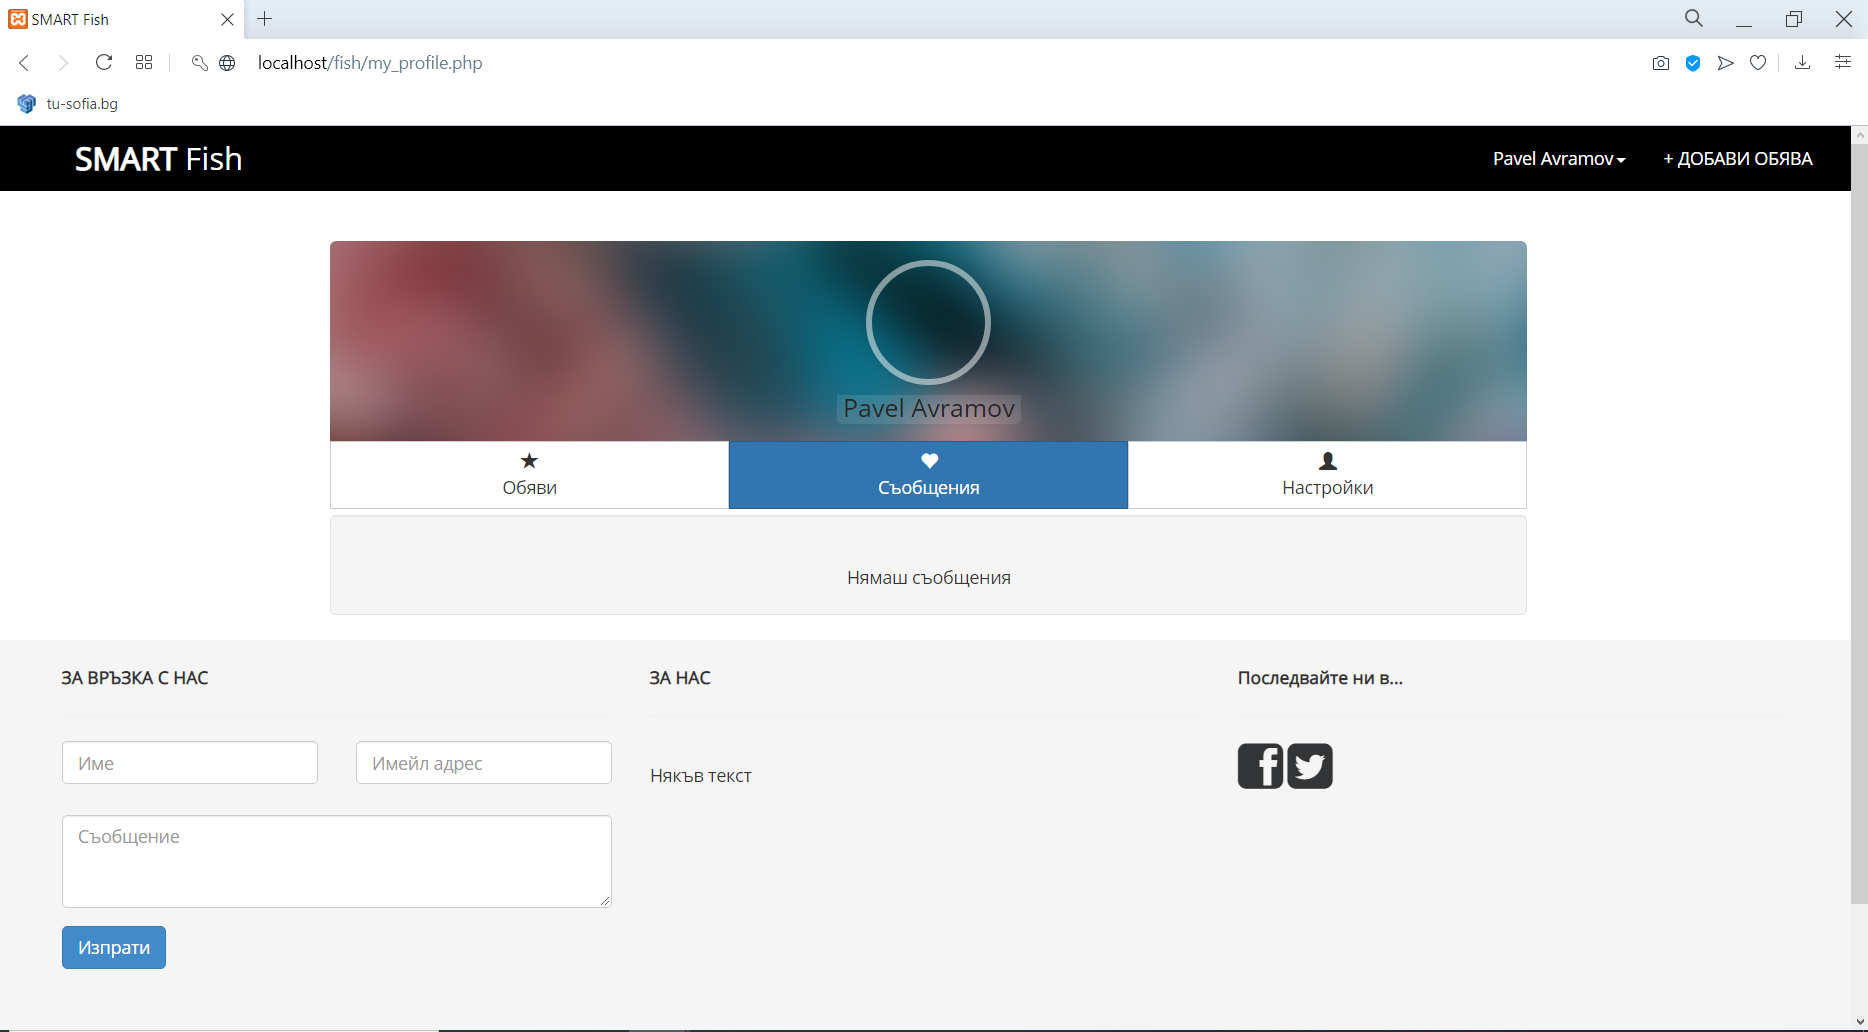 SMART Fish
localhost/fish/my_profile.php
tu-sofia.bg
SMART Fish
Pavel Avramov
+ ДОБАВИ ОБЯВА
Pavel Avramov
Обяви
Съобщения
Настройки
Нямаш съобщения
ЗА ВРЪЗКА С НАС
Име
Имейл адрес
Съобщение
Изпрати
ЗА НАС
Някъв текст
Последвайте ни в...